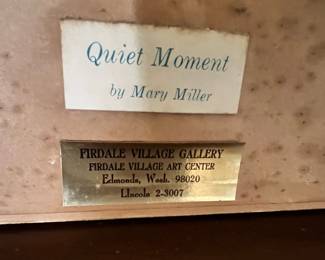 Quiet Moment
by Mary Miller
FIRDALE VILLAGE GALLERY
FIRDALE VILLAGE ART CENTER
Edmonds, Wash. 98020
LIncoln 2-3007